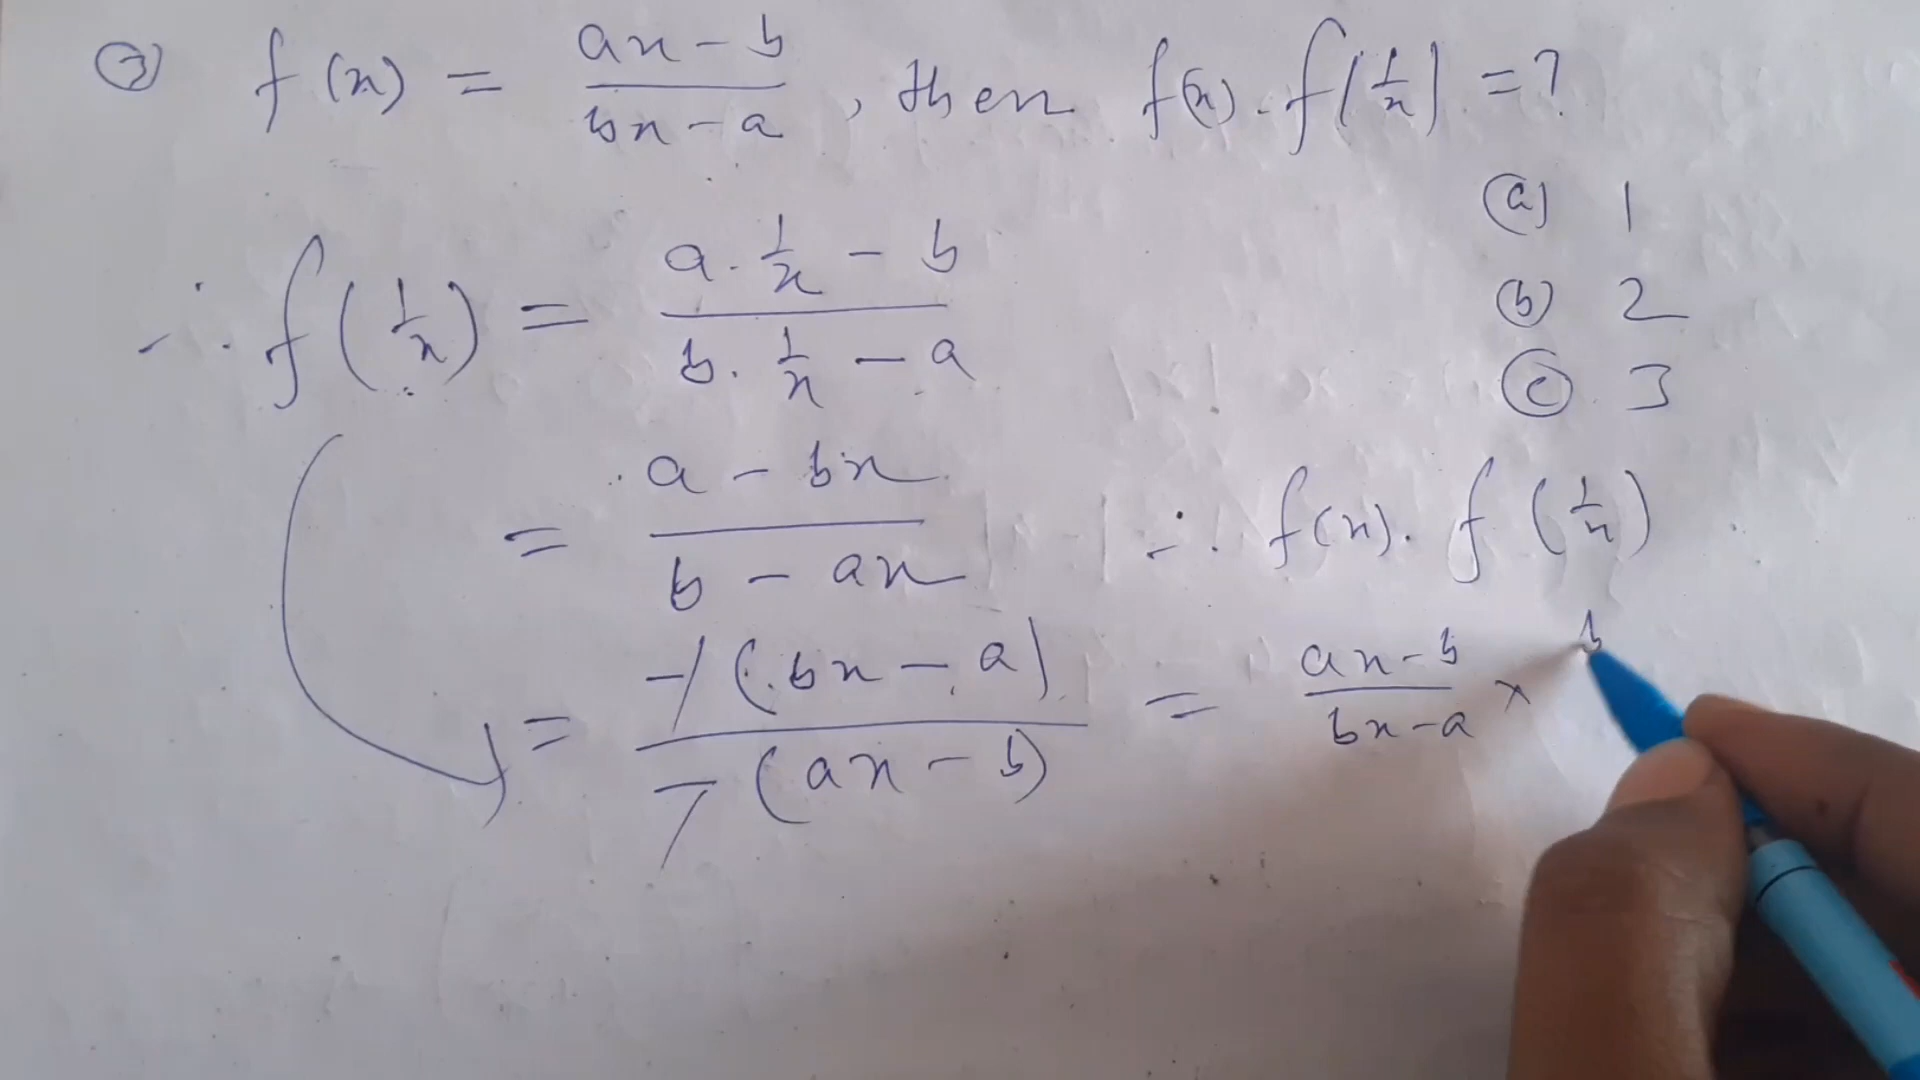 ③ f(x) = (ax - b)/(bx - a), then f(x). f(1/x) = ?
(a) 1
(b) 2
(c) 3
∴ f(1/x) = (a. 1/x - b)/(b. 1/x - a)
= (a - bx)/(b - ax)
= -1(bx - a)/-(ax - b)
∴ f(x). f(1/x)
= (ax - b)/(bx - a) × b